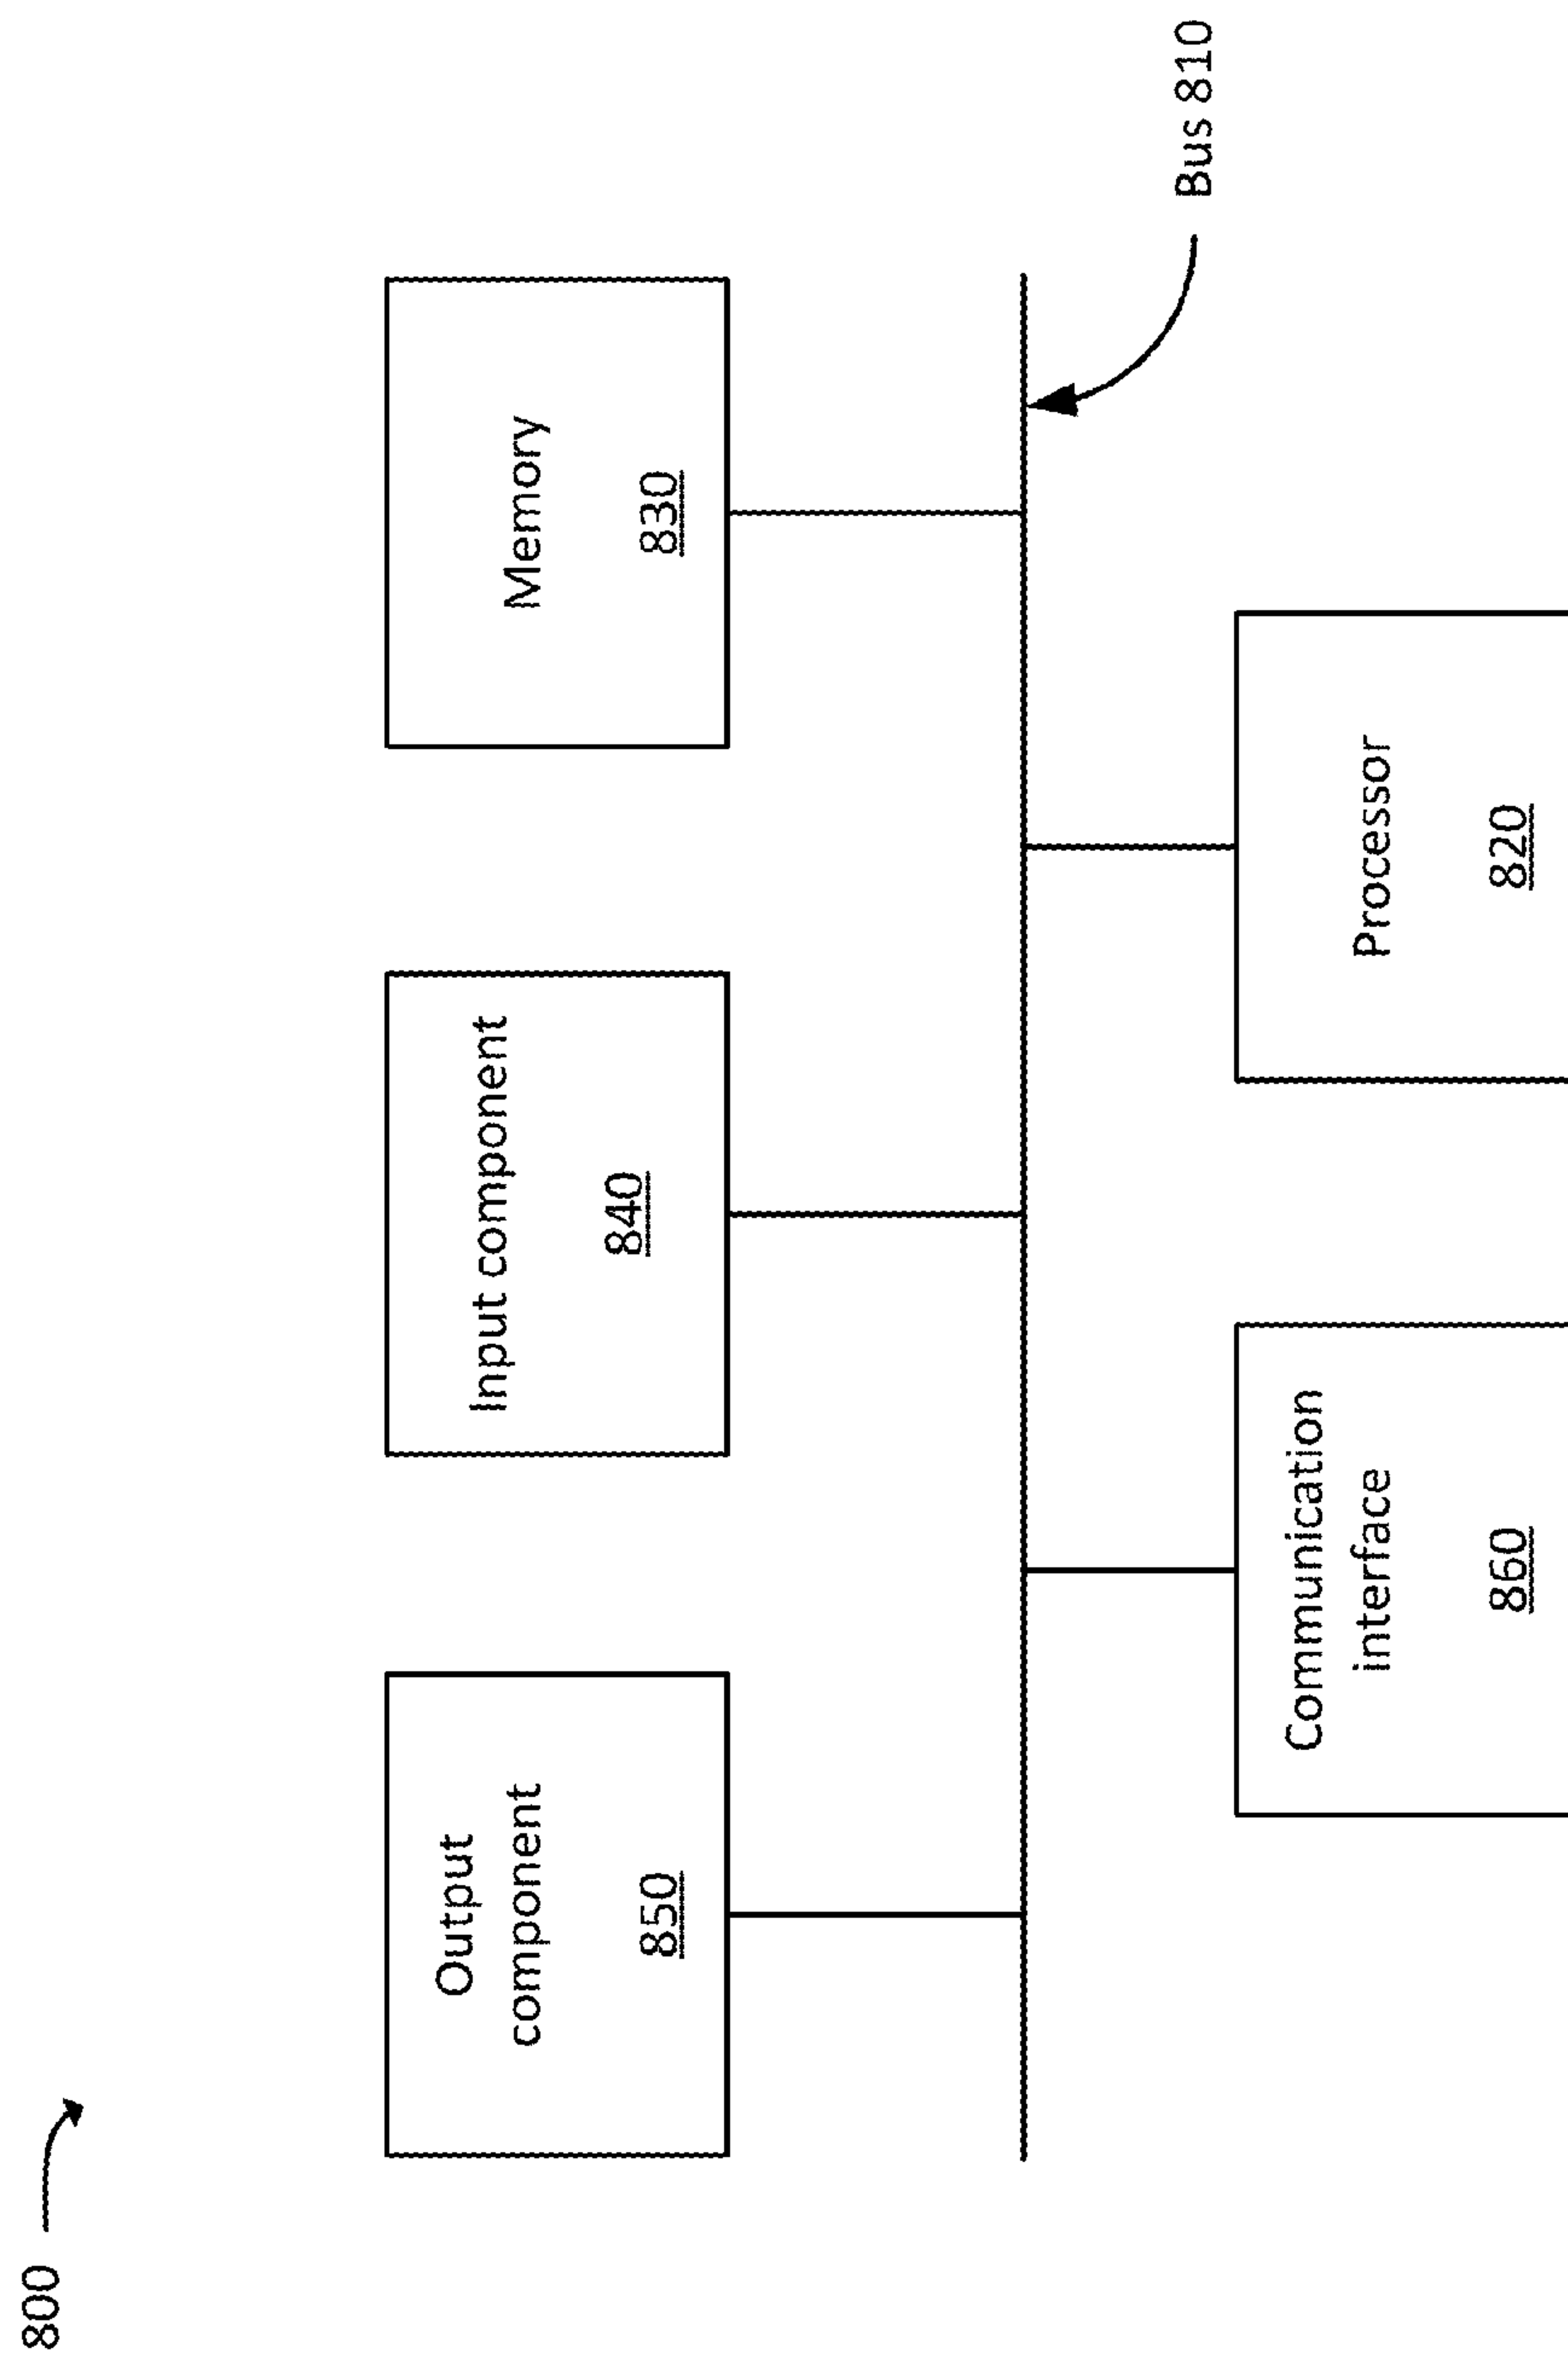 800
Output
component
850
Input component
840
Memory
830
Bus 810
Communication
interface
860
Processor
820